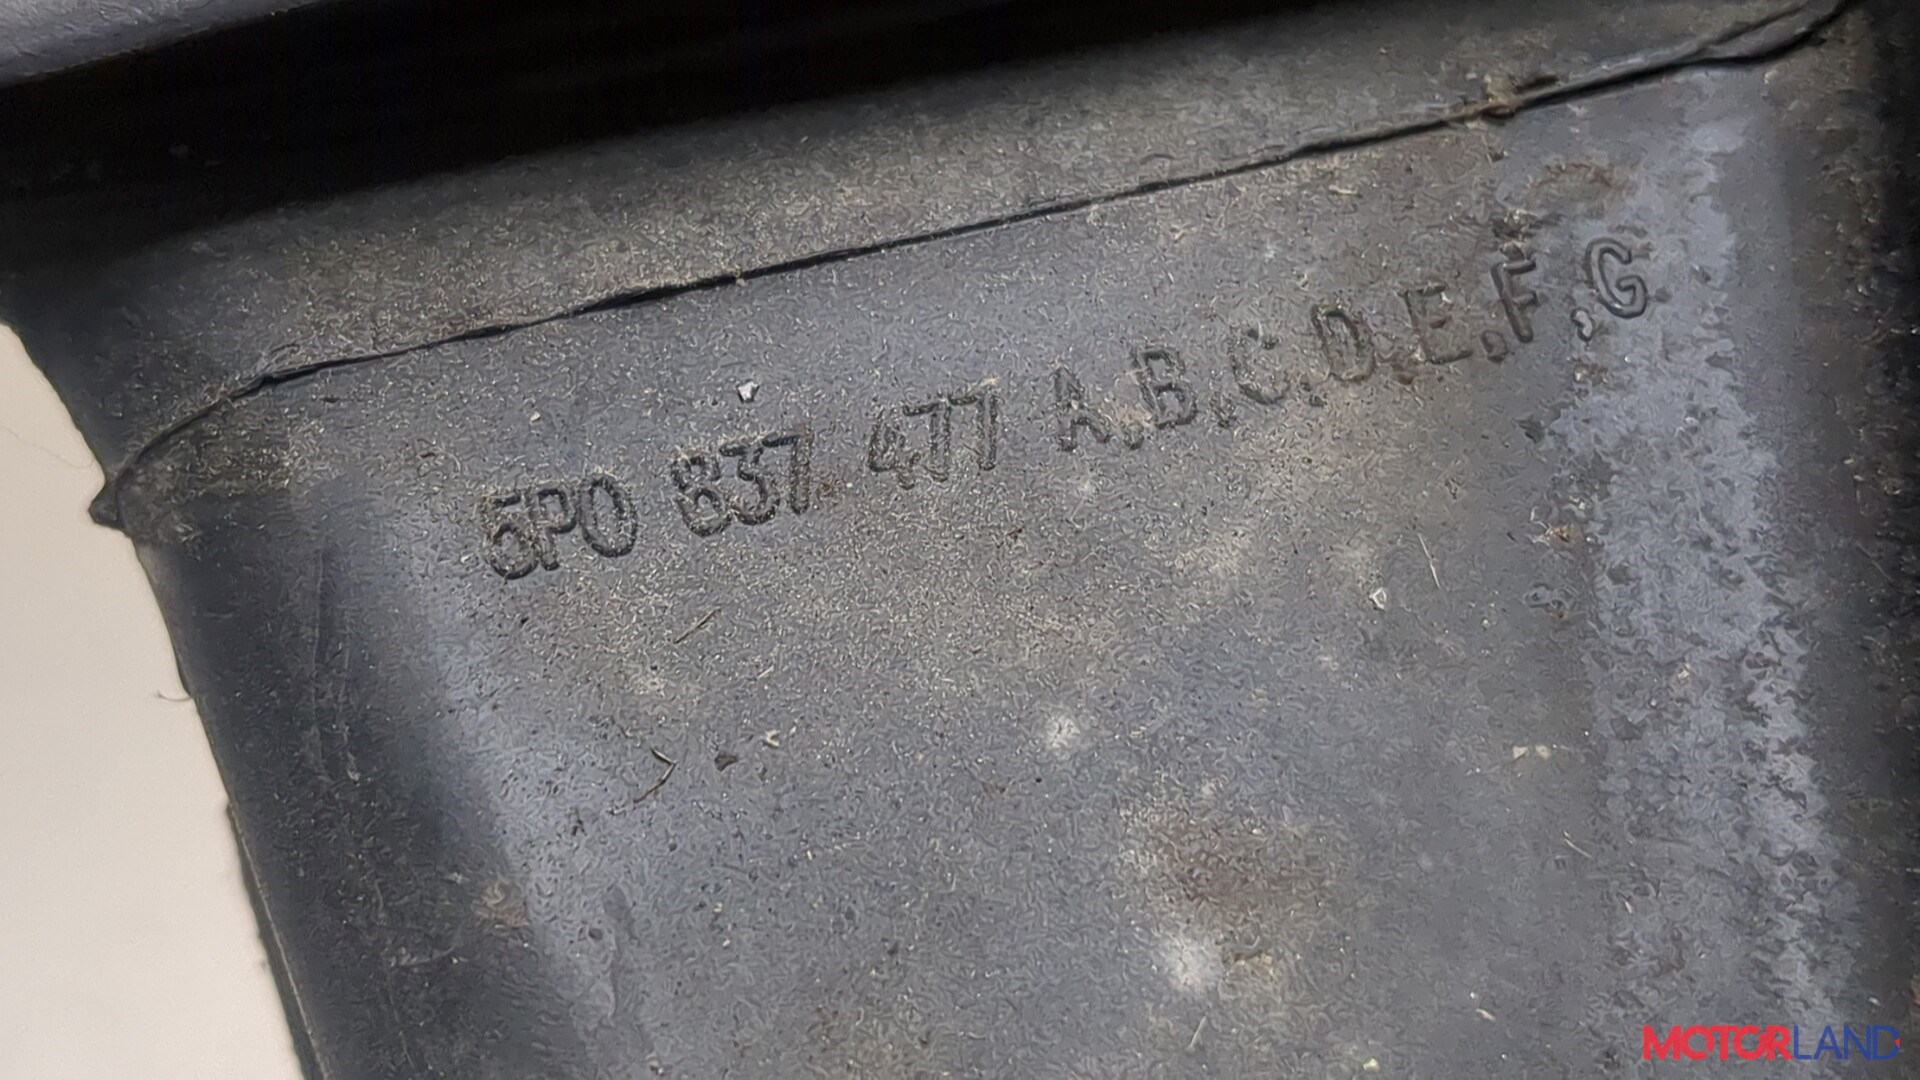 5P0 837 477 A,B,C,D,E,F,G
MOTORLAND